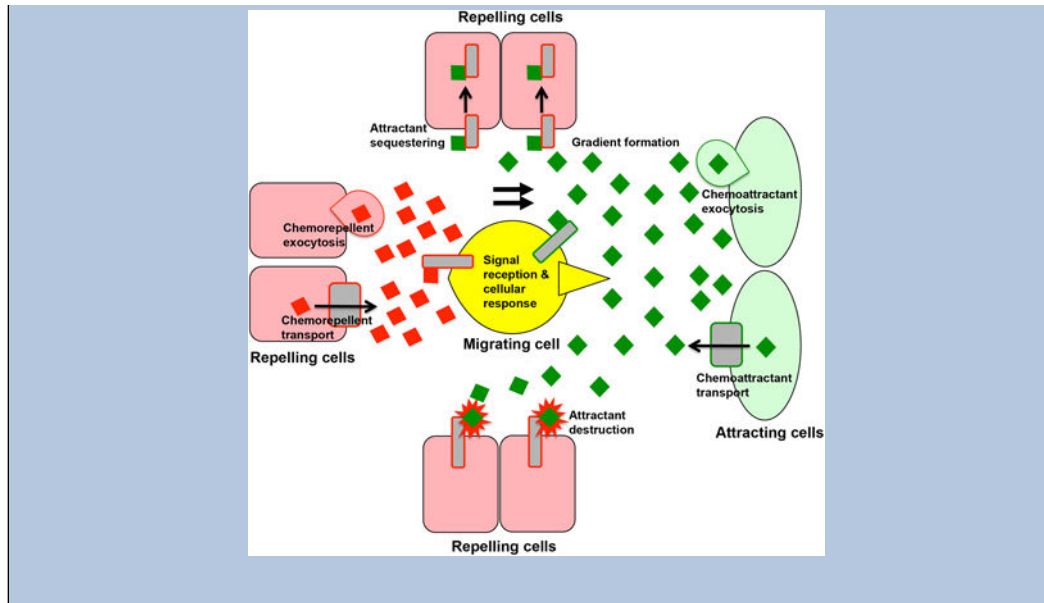 Repelling cells
Attractant
sequestering
Gradient formation
Chemoattractant
exocytosis
Chemorepellent
exocytosis
Signal
reception &
cellular
response
Chemorepellent
transport
Repelling cells
Migrating cell
Chemoattractant
transport
Attractant
destruction
Attracting cells
Repelling cells